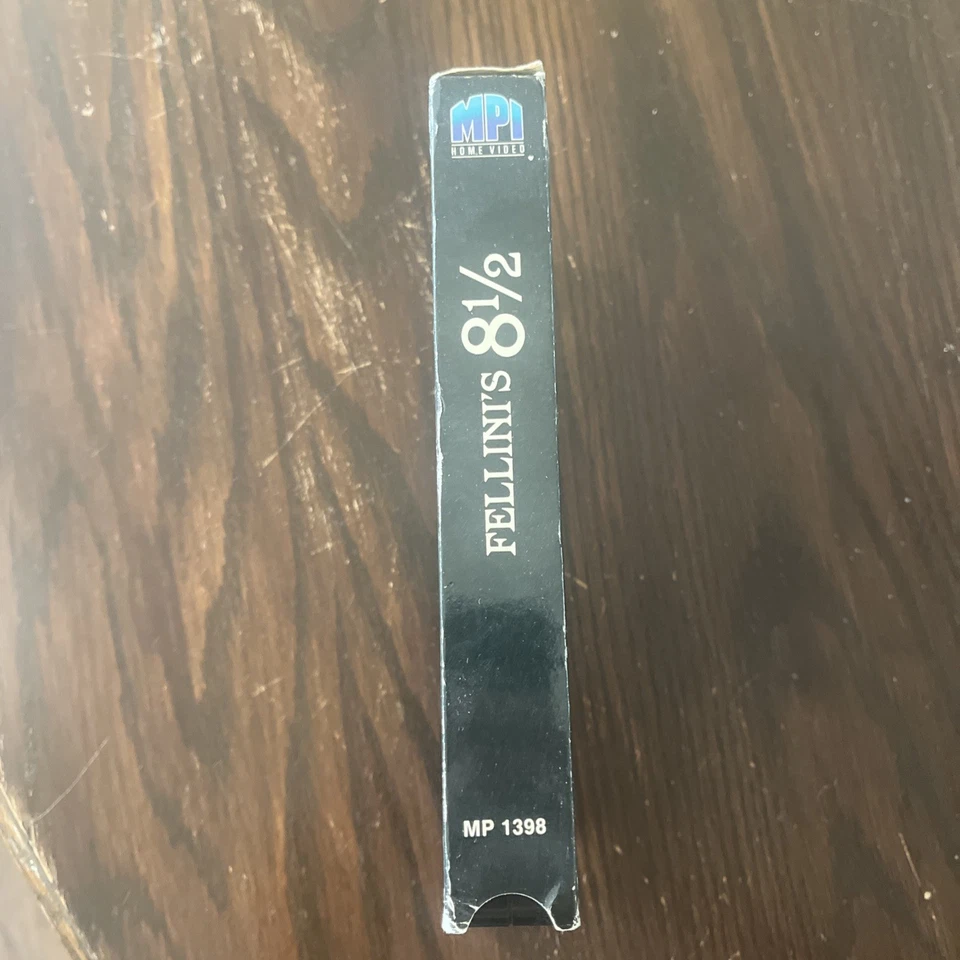 MPI
HOME VIDEO
FELLINI'S 8½
MP 1398